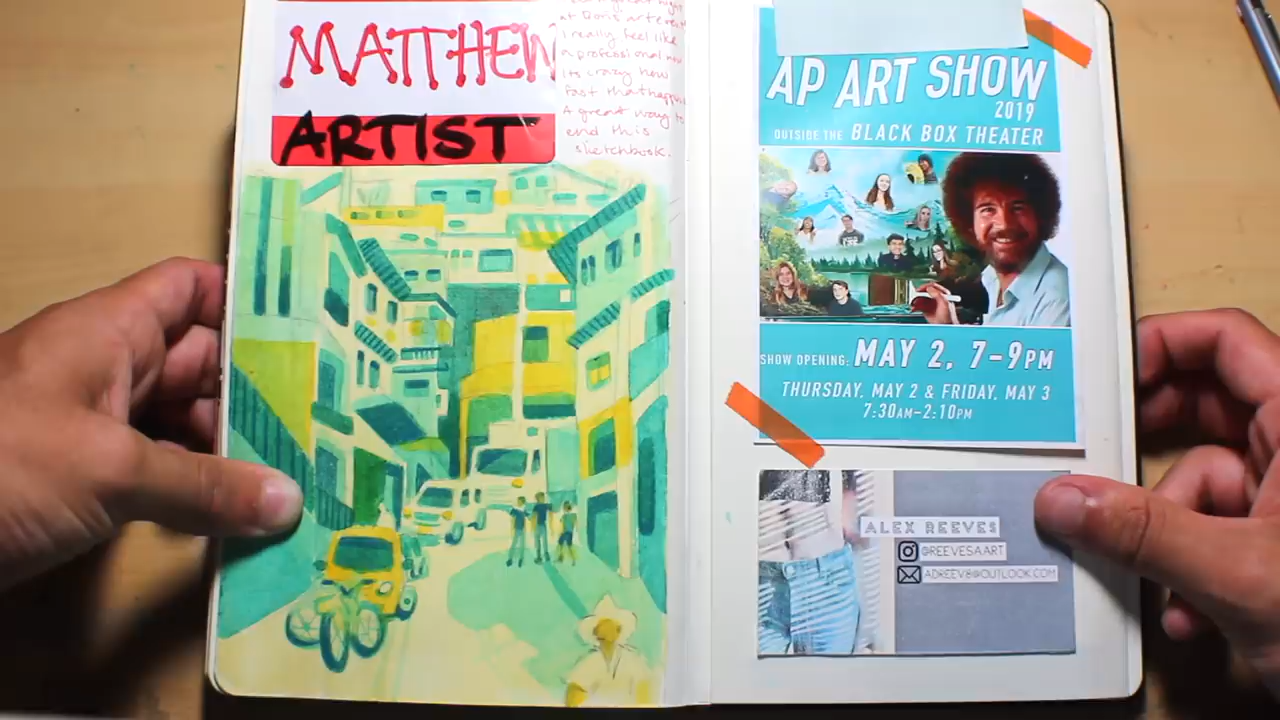 MATTHEW
ARTIST
at Don's art event
I really feel like
a professional now
Its crazy how
fast that happ
A great way to
end this
sketchbook.
AP ART SHOW
2019
OUTSIDE THE BLACK BOX THEATER
SHOW OPENING: MAY 2, 7-9PM
THURSDAY, MAY 2 & FRIDAY, MAY 3
7:30AM-2:10PM
ALEX REEVES
@REEVESAART
ADREEV8@OUTLOOK.COM